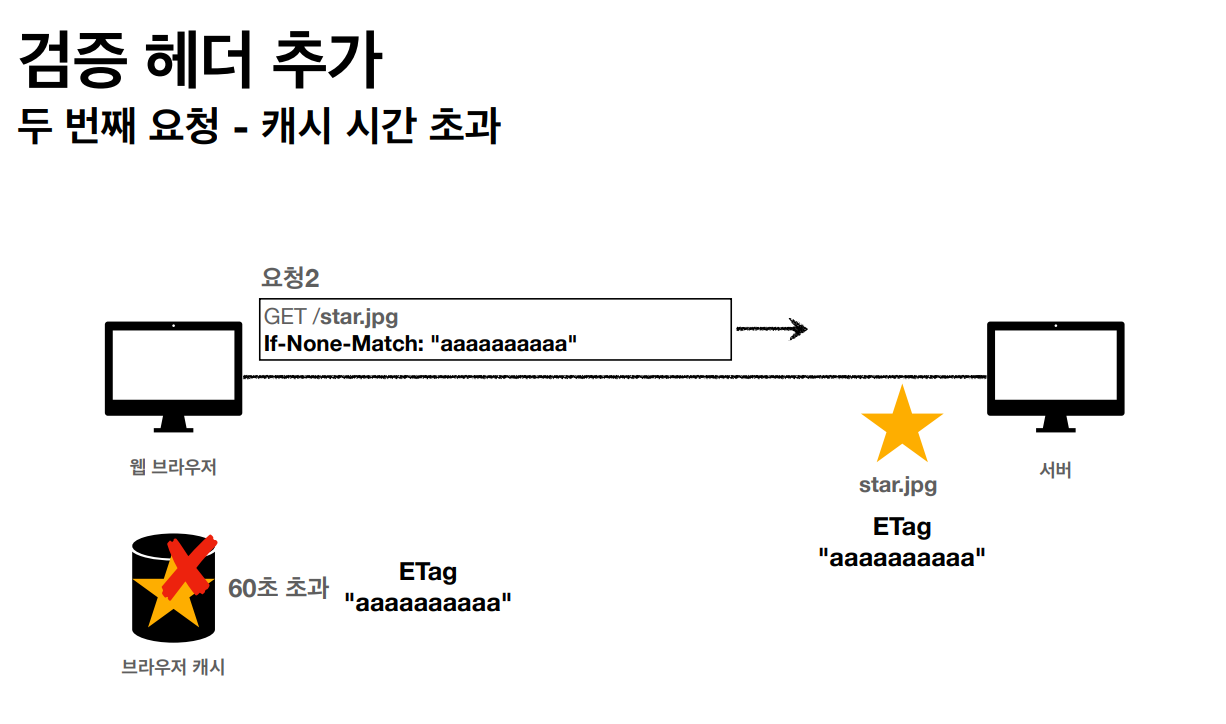 검증 헤더 추가
두 번째 요청 - 캐시 시간 초과
요청2
GET /star.jpg
If-None-Match: "aaaaaaaaaa"
웹 브라우저
서버
star.jpg
ETag
"aaaaaaaaaa"
60초 초과
ETag
"aaaaaaaaaa"
브라우저 캐시